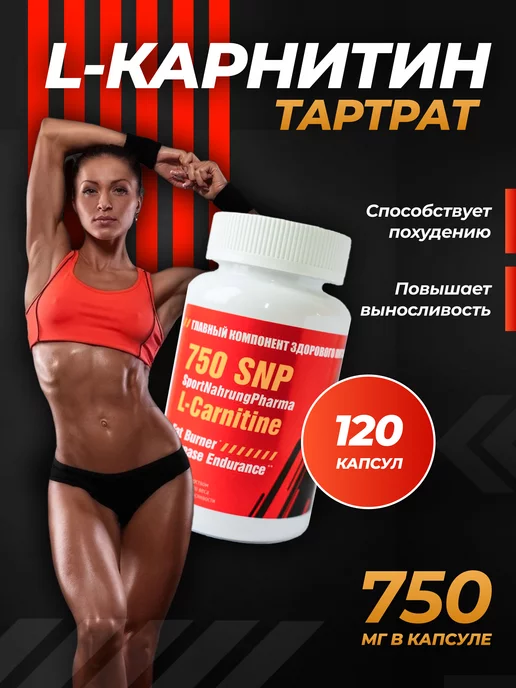 L-КАРНИТИН
ТАРТРАТ
Способствует
похудению
Повышает
выносливость
// ГЛАВНЫЙ КОМПОНЕНТ ЗДОРОВОГО
750 SNP
SportNahrungPharma
L-Carnitine
Fat Burner
Endurance
120
КАПСУЛ
750
МГ В КАПСУЛЕ